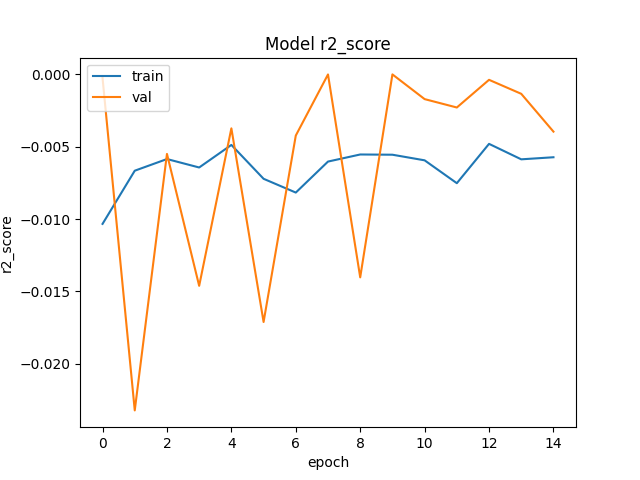 Model r2_score
train
val
0.000
−0.005
−0.010
−0.015
−0.020
r2_score
0 2 4 6 8 10 12 14
epoch